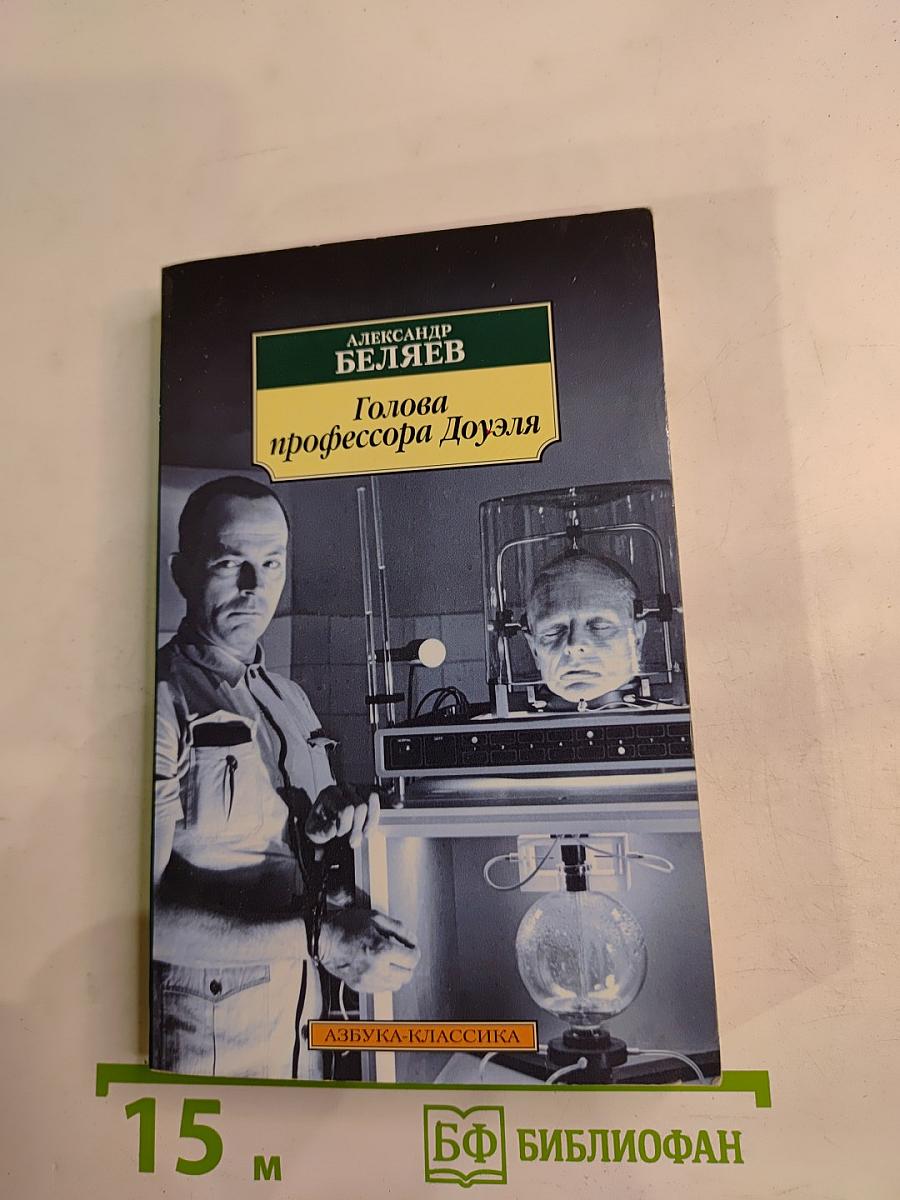 АЛЕКСАНДР
БЕЛЯЕВ
Голова
профессора Доуэля
АЗБУКА-КЛАССИКА
15 м
БФ БИБЛИОФАН